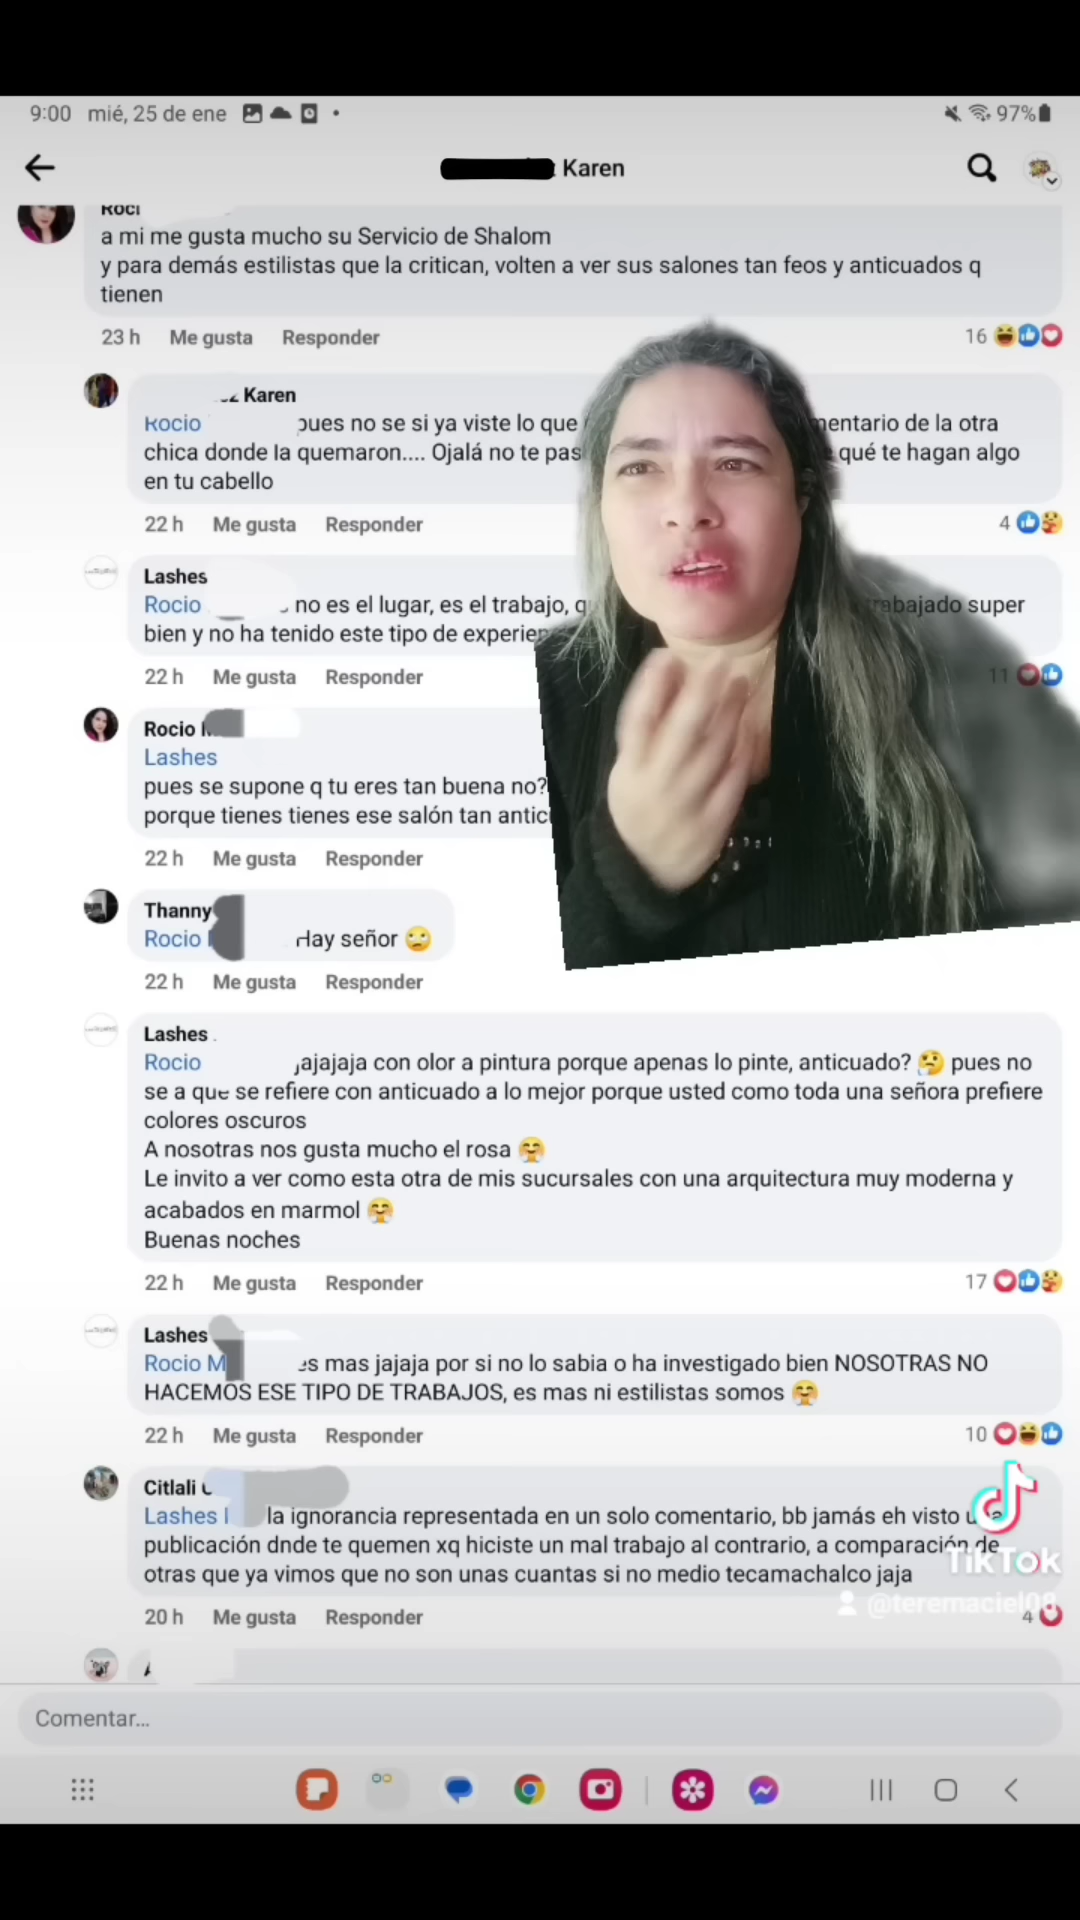 9:00 mié, 25 de ene
97%
Karen
Roci
a mi me gusta mucho su Servicio de Shalom
y para demás estilistas que la critican, volten a ver sus salones tan feos y anticuados q
tienen
23 h Me gusta Responder 16
Karen
Rocio pues no se si ya viste lo que mentario de la otra
chica donde la quemaron.... Ojalá no te pas qué te hagan algo
en tu cabello
22 h Me gusta Responder 4
Lashes
Rocio no es el lugar, es el trabajo, trabajado super
bien y no ha tenido este tipo de
22 h Me gusta Responder 11
Rocio
Lashes
pues se supone q tu eres tan buena no?
porque tienes tienes ese salón tan
22 h Me gusta Responder
Thanny
Rocio Hay señor 🙄
22 h Me gusta Responder
Lashes
Rocio jajajaja con olor a pintura porque apenas lo pinte, anticuado? 🤔 pues no
se a que se refiere con anticuado a lo mejor porque usted como toda una señora prefiere
colores oscuros
A nosotras nos gusta mucho el rosa 🤗
Le invito a ver como esta otra de mis sucursales con una arquitectura muy moderna y
acabados en marmol 🤗
Buenas noches
22 h Me gusta Responder 17
Lashes
Rocio M es mas jajaja por si no lo sabia o ha investigado bien NOSOTRAS NO
HACEMOS ESE TIPO DE TRABAJOS, es mas ni estilistas somos 🤗
22 h Me gusta Responder 10
Citlali
Lashes la ignorancia representada en un solo comentario, bb jamás eh visto una
publicación dnde te quemen xq hiciste un mal trabajo al contrario, a comparación de
otras que ya vimos que no son unas cuantas si no medio tecamachalco jaja
TikTok
@teremaciel08
20 h Me gusta Responder 4
Comentar...